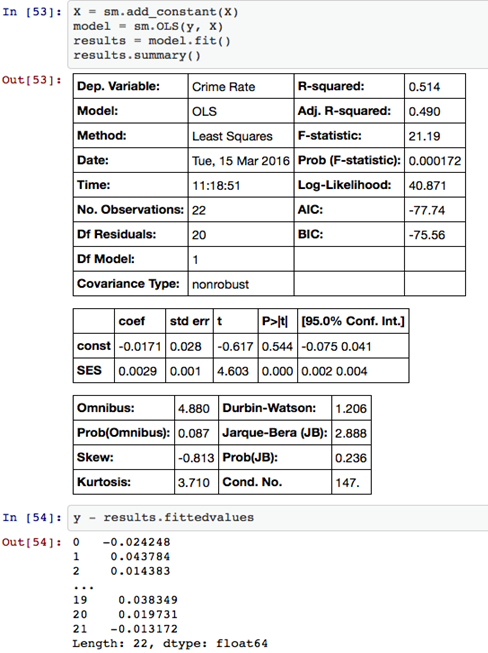 In [53]: X = sm.add_constant(X)
model = sm.OLS(y, X)
results = model.fit()
results.summary()
Out[53]: Dep. Variable: Crime Rate R-squared: 0.514
Model: OLS Adj. R-squared: 0.490
Method: Least Squares F-statistic: 21.19
Date: Tue, 15 Mar 2016 Prob (F-statistic): 0.000172
Time: 11:18:51 Log-Likelihood: 40.871
No. Observations: 22 AIC: -77.74
Df Residuals: 20 BIC: -75.56
Df Model: 1
Covariance Type: nonrobust
coef std err t P>|t| [95.0% Conf. Int.]
const -0.0171 0.028 -0.617 0.544 -0.075 0.041
SES 0.0029 0.001 4.603 0.000 0.002 0.004
Omnibus: 4.880 Durbin-Watson: 1.206
Prob(Omnibus): 0.087 Jarque-Bera (JB): 2.888
Skew: -0.813 Prob(JB): 0.236
Kurtosis: 3.710 Cond. No. 147.
In [54]: y - results.fittedvalues
Out[54]: 0 -0.024248
1 0.043784
2 0.014383
...
19 0.038349
20 0.019731
21 -0.013172
Length: 22, dtype: float64